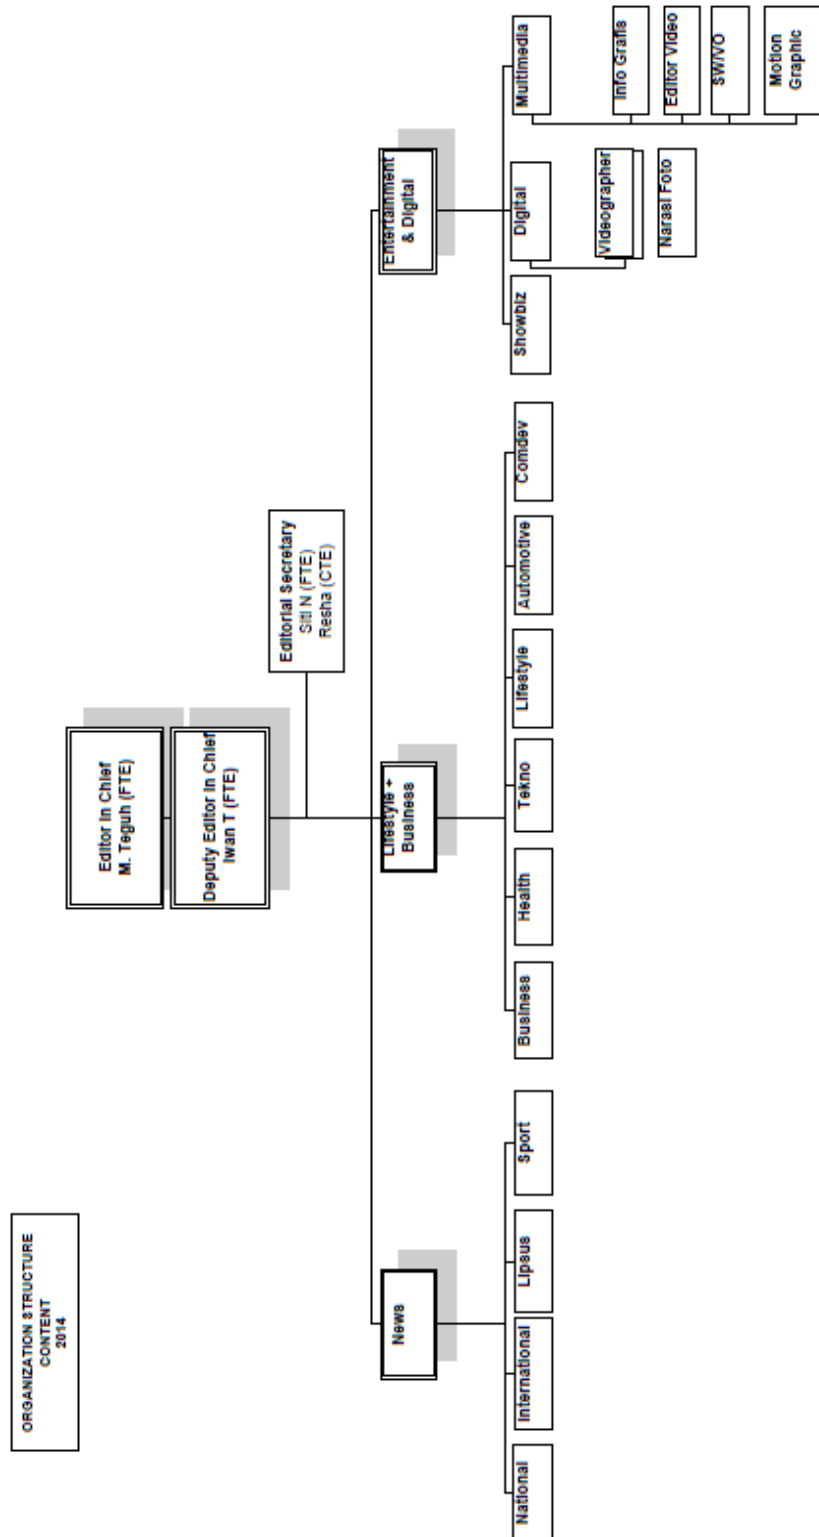 ORGANIZATION STRUCTURE
CONTENT
2014
Editor in Chief
M. Teguh (FTE)
Deputy Editor in Chief
Iwan T (FTE)
Editorial Secretary
Siti N (FTE)
Resha (CTE)
News
Lifestyle +
Business
Entertainment
& Digital
National
International
Lipsus
Sport
Business
Health
Tekno
Lifestyle
Automotive
Comdev
Showbiz
Digital
Multimedia
Videographer
Narasi Foto
Info Grafis
Editor Video
SW/VO
Motion
Graphic